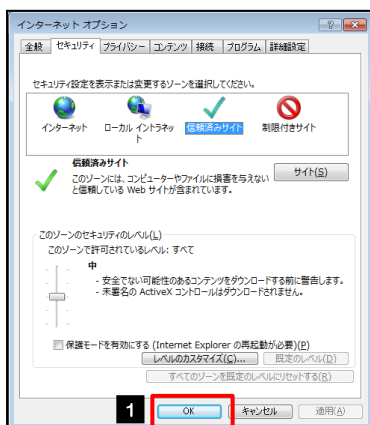 インターネット オプション
全般 セキュリティ プライバシー コンテンツ 接続 プログラム 詳細設定
セキュリティ設定を表示または変更するゾーンを選択してください。
インターネット ローカル イントラネッ 信頼済みサイト 制限付きサイト
ト
信頼済みサイト
このゾーンには、コンピューターやファイルに損害を与えない サイト(S)
と信頼している Web サイトが含まれています。
このゾーンのセキュリティのレベル(L)
このゾーンで許可されているレベル: すべて
中
- 安全でない可能性のあるコンテンツをダウンロードする前に警告します。
- 未署名の ActiveX コントロールはダウンロードされません。
保護モードを有効にする (Internet Explorer の再起動が必要)(P)
レベルのカスタマイズ(C)... 既定のレベル(D)
すべてのゾーンを既定のレベルにリセットする(R)
1 OK キャンセル 適用(A)